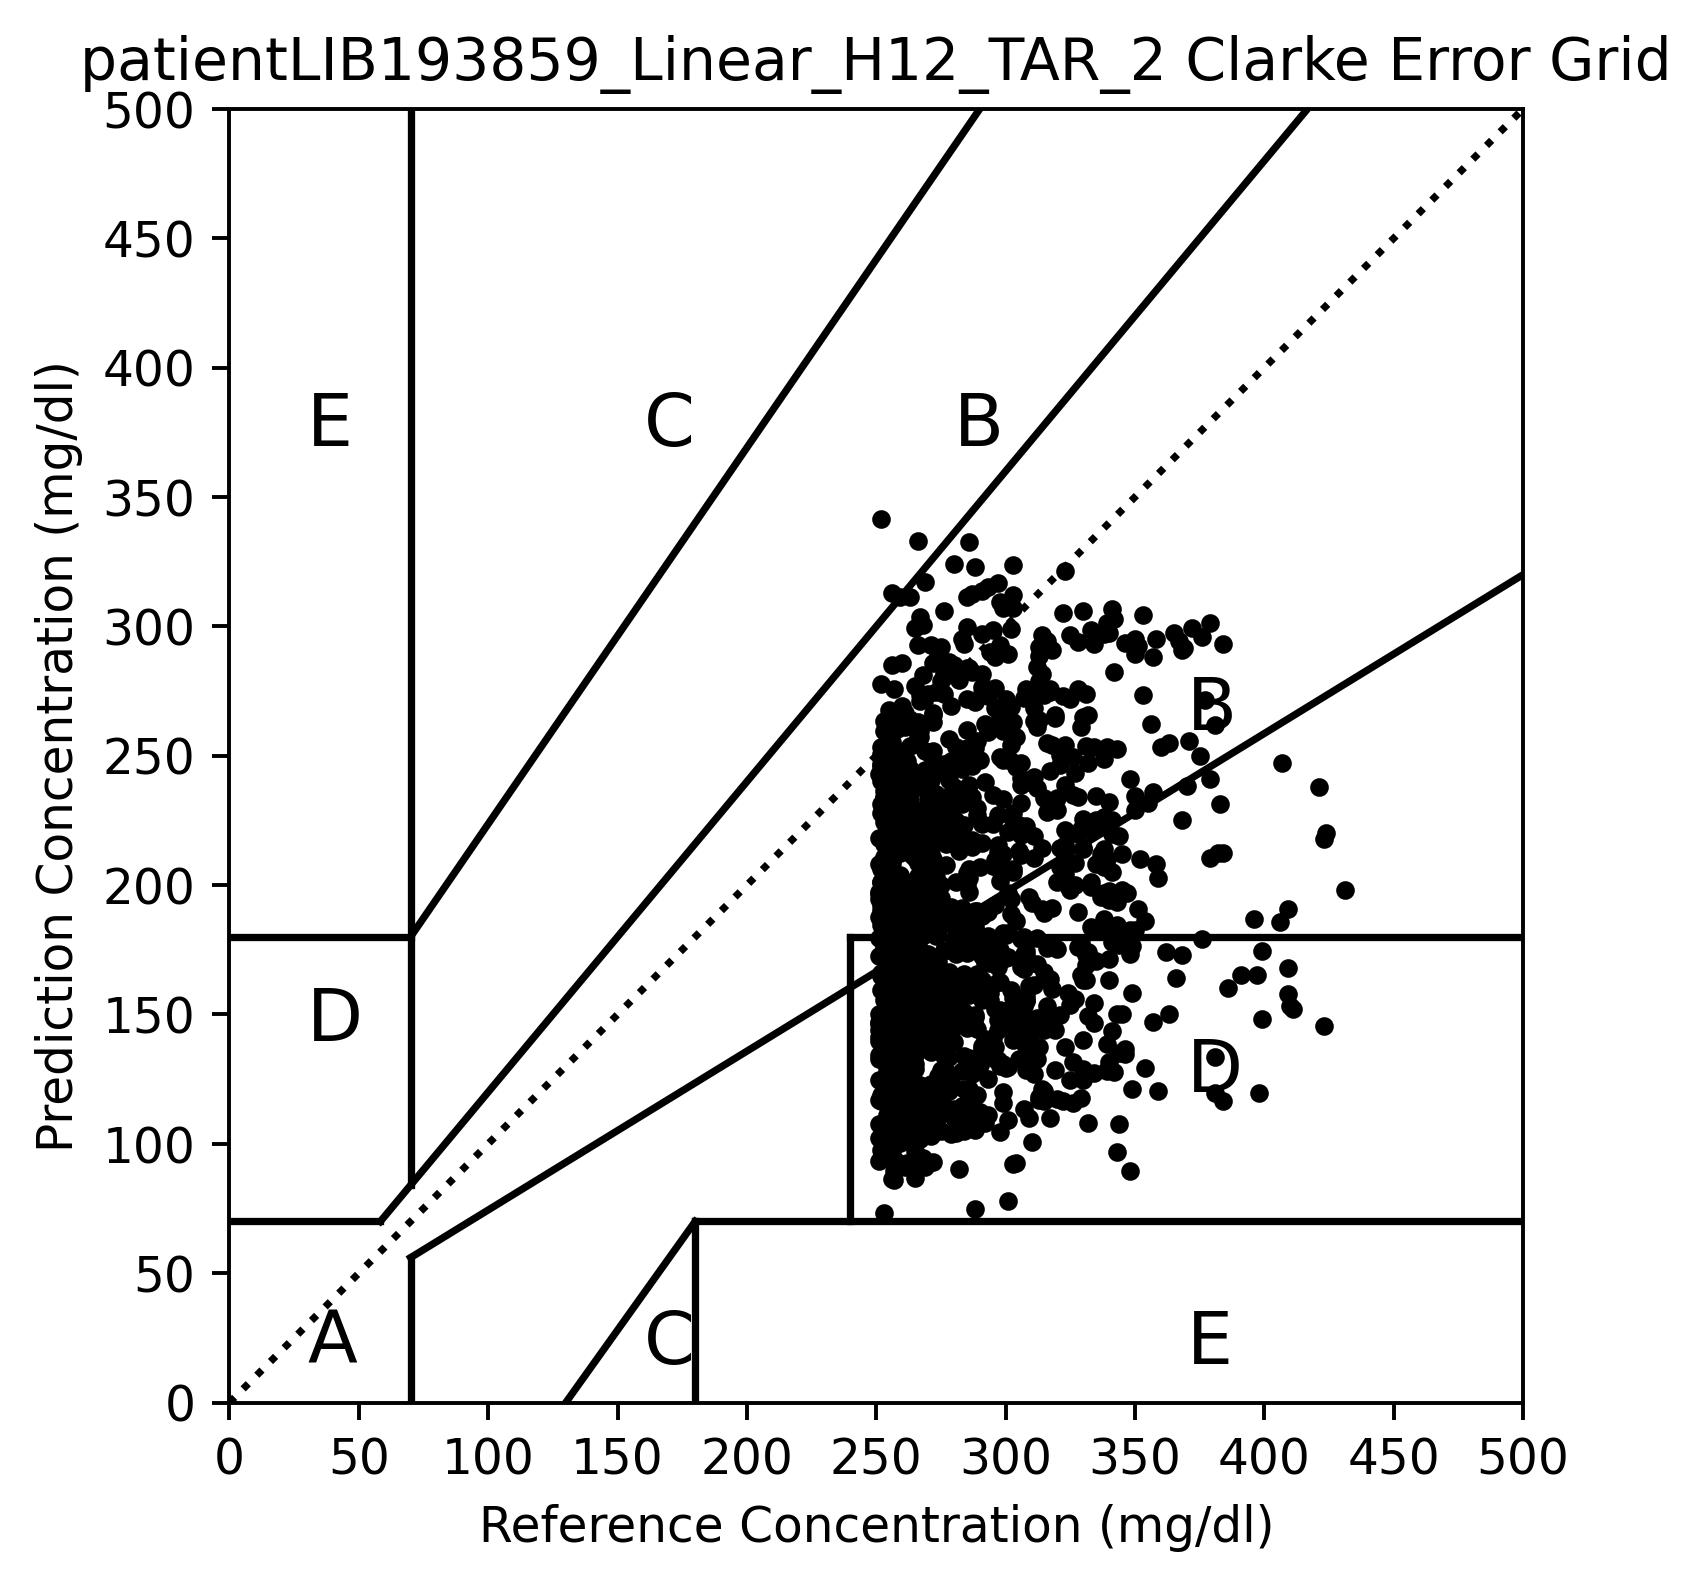 patientLIB193859_Linear_H12_TAR_2 Clarke Error Grid
500
450
400
350
300
250
200
150
100
50
0
Prediction Concentration (mg/dl)
E
C
B
B
D
D
A
C
E
0 50 100 150 200 250 300 350 400 450 500
Reference Concentration (mg/dl)